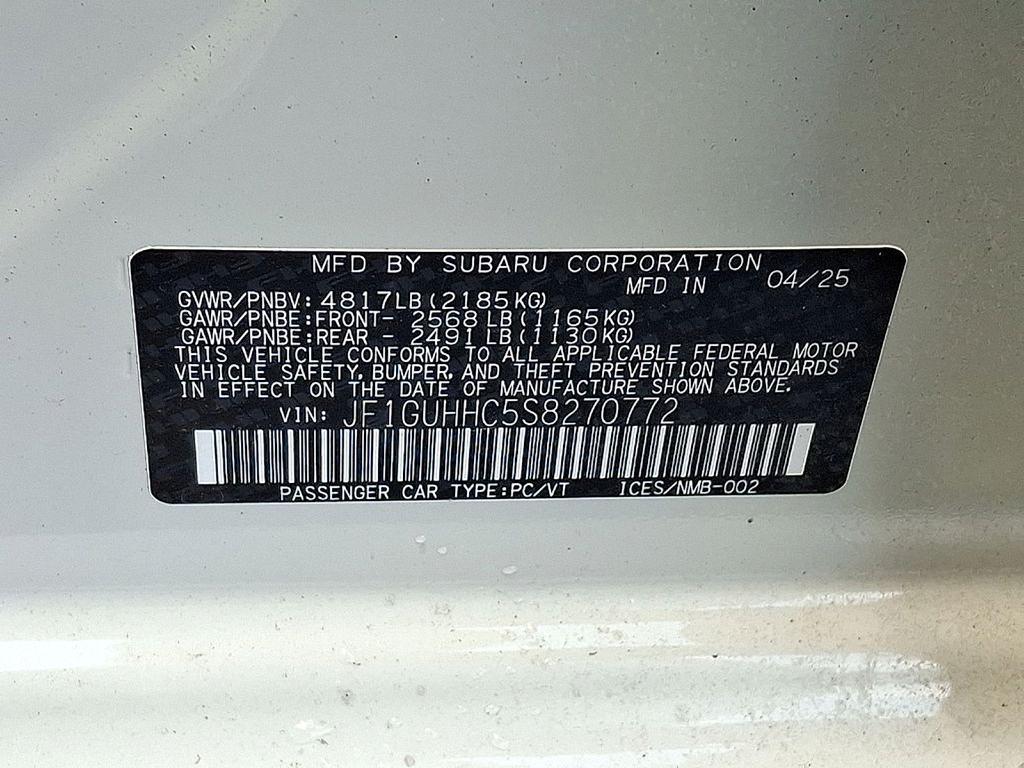 MFD BY SUBARU CORPORATION
MFD IN 04/25
GVWR/PNBV: 4817LB (2185KG)
GAWR/PNBE:FRONT- 2568 LB (1165KG)
GAWR/PNBE:REAR - 2491 LB (1130KG)
THIS VEHICLE CONFORMS TO ALL APPLICABLE FEDERAL MOTOR
VEHICLE SAFETY, BUMPER, AND THEFT PREVENTION STANDARDS
IN EFFECT ON THE DATE OF MANUFACTURE SHOWN ABOVE.
VIN: JF1GUHHC5S8270772
PASSENGER CAR TYPE:PC/VT ICES/NMB-002